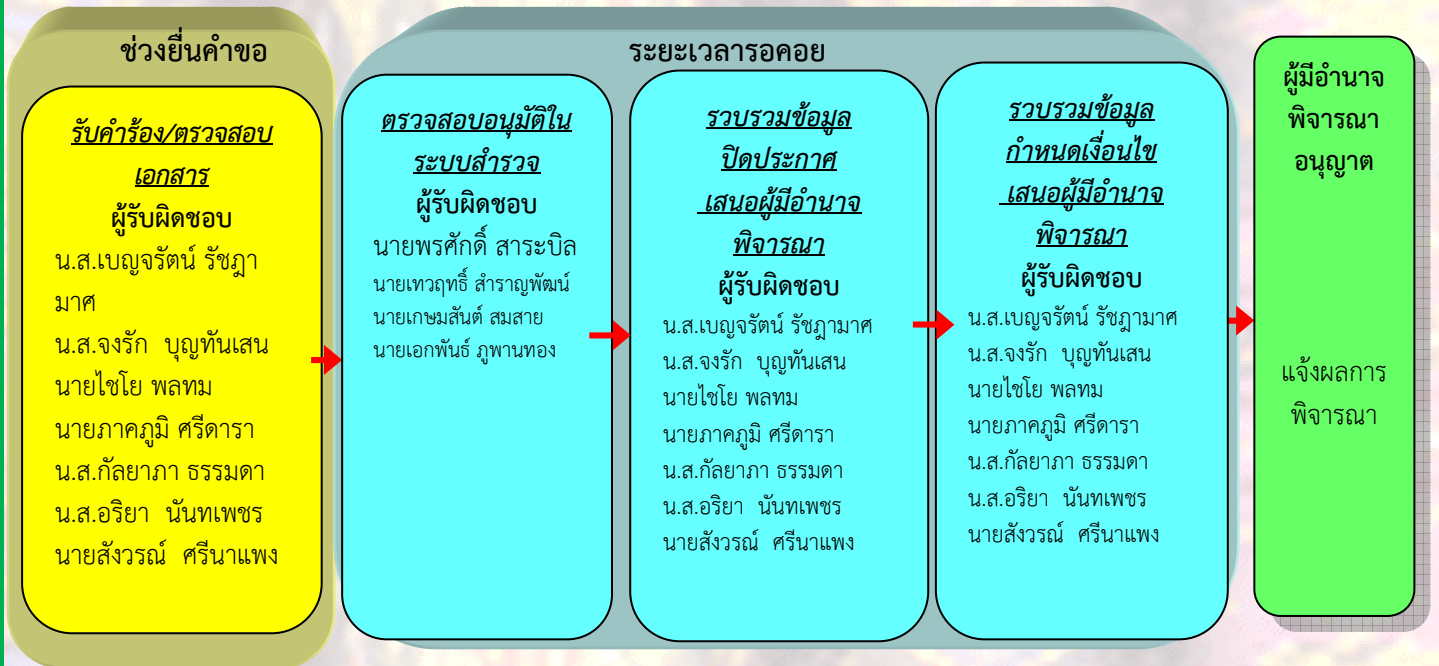 ช่วงยื่นคำขอ
รับคำร้อง/ตรวจสอบ
เอกสาร
ผู้รับผิดชอบ
น.ส.เบญจรัตน์ รัชฎา
มาศ
น.ส.จงรัก บุญทันเสน
นายไชโย พลทม
นายภาคภูมิ ศรีดารา
น.ส.กัลยาภา ธรรมดา
น.ส.อริยา นันทเพชร
นายสังวรณ์ ศรีนาแพง
ระยะเวลารอคอย
ตรวจสอบอนุมัติใน
ระบบสำรวจ
ผู้รับผิดชอบ
นายพรศักดิ์ สาระบิล
นายเทวฤทธิ์ สำราญพัฒน์
นายเกษมสันต์ สมสาย
นายเอกพันธ์ ภูพานทอง
รวบรวมข้อมูล
ปิดประกาศ
เสนอผู้มีอำนาจ
พิจารณา
ผู้รับผิดชอบ
น.ส.เบญจรัตน์ รัชฎามาศ
น.ส.จงรัก บุญทันเสน
นายไชโย พลทม
นายภาคภูมิ ศรีดารา
น.ส.กัลยาภา ธรรมดา
น.ส.อริยา นันทเพชร
นายสังวรณ์ ศรีนาแพง
รวบรวมข้อมูล
กำหนดเงื่อนไข
เสนอผู้มีอำนาจ
พิจารณา
ผู้รับผิดชอบ
น.ส.เบญจรัตน์ รัชฎามาศ
น.ส.จงรัก บุญทันเสน
นายไชโย พลทม
นายภาคภูมิ ศรีดารา
น.ส.กัลยาภา ธรรมดา
น.ส.อริยา นันทเพชร
นายสังวรณ์ ศรีนาแพง
ผู้มีอำนาจ
พิจารณา
อนุญาต
แจ้งผลการ
พิจารณา